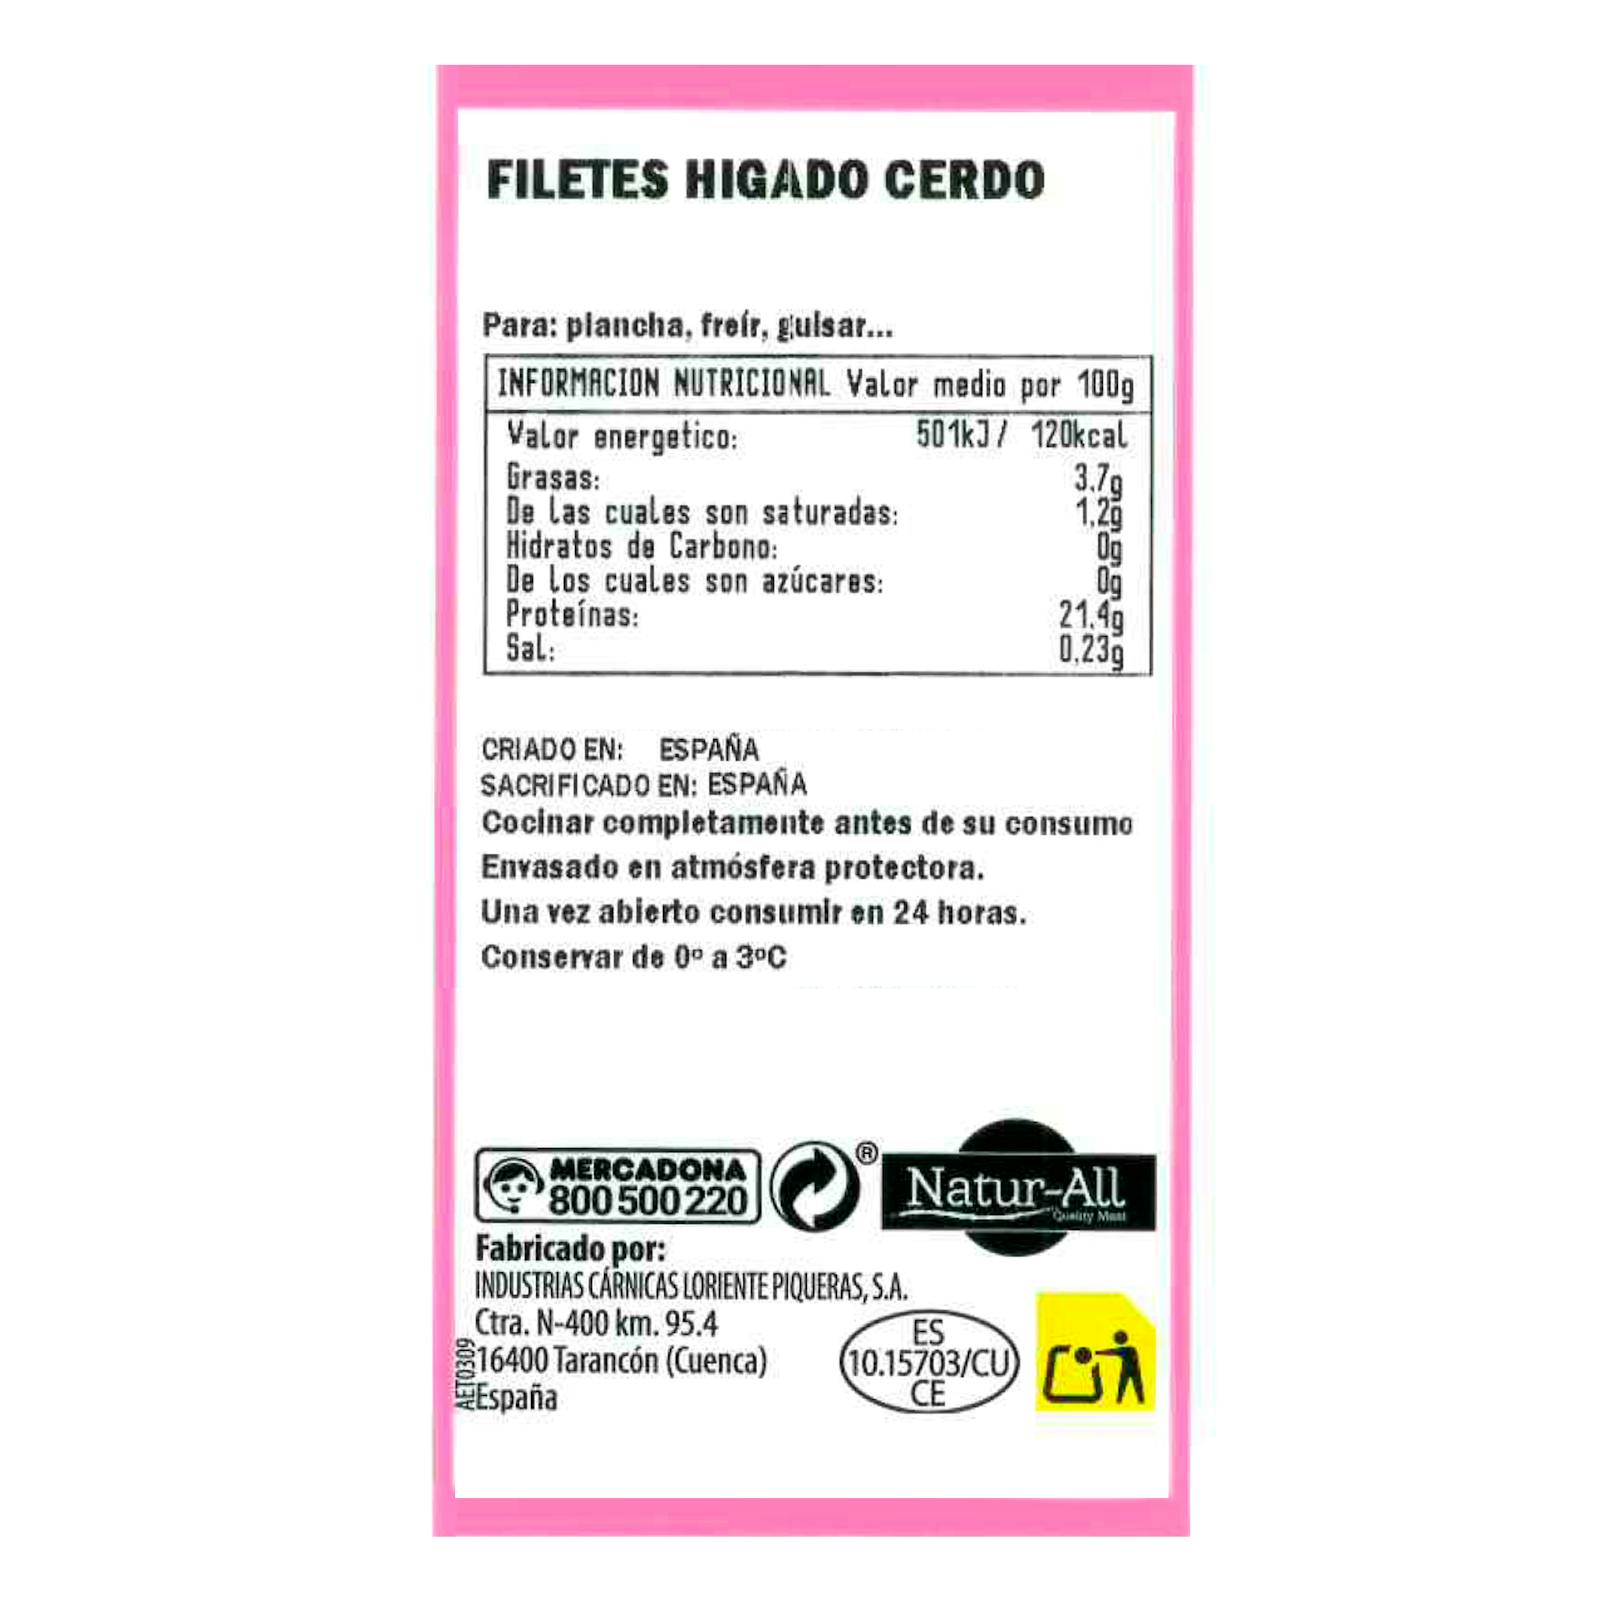 FILETES HIGADO CERDO
Para: plancha, freír, guisar...
INFORMACION NUTRICIONAL Valor medio por 100g
Valor energetico: 501kJ/ 120kcal
Grasas: 3,7g
De las cuales son saturadas: 1,2g
Hidratos de Carbono: 0g
De los cuales son azúcares: 0g
Proteínas: 21,4g
Sal: 0,23g
CRIADO EN: ESPAÑA
SACRIFICADO EN: ESPAÑA
Cocinar completamente antes de su consumo
Envasado en atmósfera protectora.
Una vez abierto consumir en 24 horas.
Conservar de 0º a 3ºC
MERCADONA
800 500 220
®
Natur-All
Quality Meat
Fabricado por:
INDUSTRIAS CÁRNICAS LORIENTE PIQUERAS, S.A.
Ctra. N-400 km. 95.4
16400 Tarancón (Cuenca)
España
AET0309
ES
10.15703/CU
CE